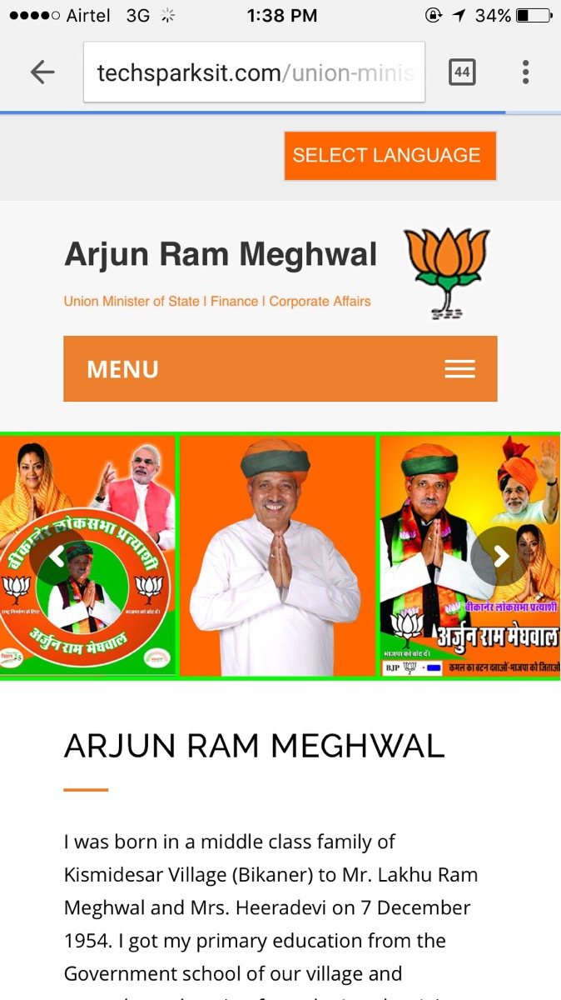 Airtel 3G 1:38 PM 34%
techsparksit.com/union-minis
44
SELECT LANGUAGE
Arjun Ram Meghwal
Union Minister of State | Finance | Corporate Affairs
MENU
बीकानेर लोकसभा प्रत्याशी
राष्ट्र निर्माण के लिए
भाजपा को वोट दें।
अर्जुन राम मेघवाल
बीकानेर लोकसभा प्रत्याशी
अर्जुन राम मेघवाल
भाजपा को वोट दें।
BJP
कमल का बटन दबाओ-भाजपा को जिताओ
ARJUN RAM MEGHWAL
I was born in a middle class family of
Kismidesar Village (Bikaner) to Mr. Lakhu Ram
Meghwal and Mrs. Heeradevi on 7 December
1954. I got my primary education from the
Government school of our village and